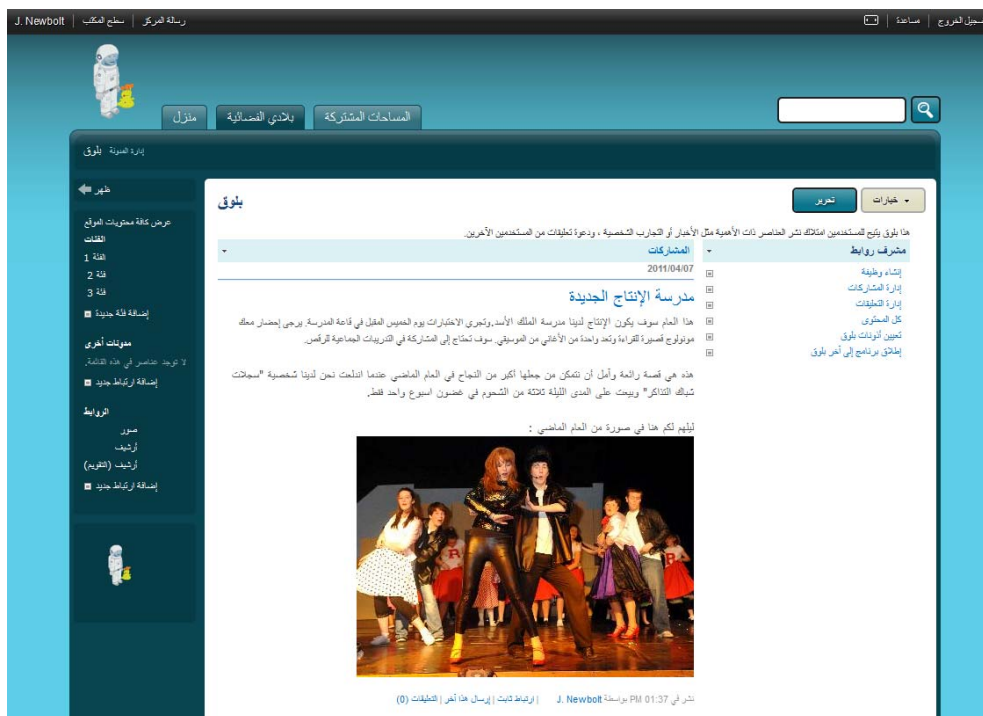 J. Newbolt | سطح المكتب | رسالة المركز
مساعدة
المساحات المشتركة
بلادي الفضائية
منزل
إدارة المدونة بلوق
ظهر
عرض كافة محتويات الموقع
الفئات
الفئة 1
فئة 2
فئة 3
إضافة فئة جديدة
مدونات أخرى
لا توجد عناصر في هذه القائمة.
إضافة ارتباط جديد
الروابط
صور
أرشيف
أرشيف (التقويم)
إضافة ارتباط جديد
بلوق
تحرير
خيارات
هذا بلوق يتيح للمستخدمين امتلاك نشر العناصر ذات الأهمية مثل الأخبار أو التجارب الشخصية ، ودعوة تعليقات من المستخدمين الآخرين.
المشاركات
2011/04/07
مدرسة الإنتاج الجديدة
هذا العام سوف يكون الإنتاج لدينا مدرسة الملك الأسد.وتجري الاختبارات يوم الخميس المقبل في قاعة المدرسة. يرجى إحضار معك
مونولوج قصيرة للقراءة وتعد واحدة من الأغاني من الموسيقي. سوف تحتاج إلى المشاركة في التدريبات الجماعية للرقص.
هذه هي قصة رائعة وأمل أن نتمكن من جعلها أكبر من النجاح في العام الماضي عندما اندلعت نحن لدينا شخصية "سجلات
شباك التذاكر" وبيعت على المدى الليلة ثلاثة من الشحوم في غضون اسبوع واحد فقط.
لكم هنا في صورة من العام الماضي :
نشر في 01:37 PM بواسطة J. Newbolt | ارتباط ثابت | إرسال هذا آخر | التعليقات (0)
مشرف روابط
إنشاء وظيفة
إدارة المشاركات
إدارة التعليقات
كل المحتوى
تعيين أذونات بلوق
إطلاق برنامج إلى آخر بلوق